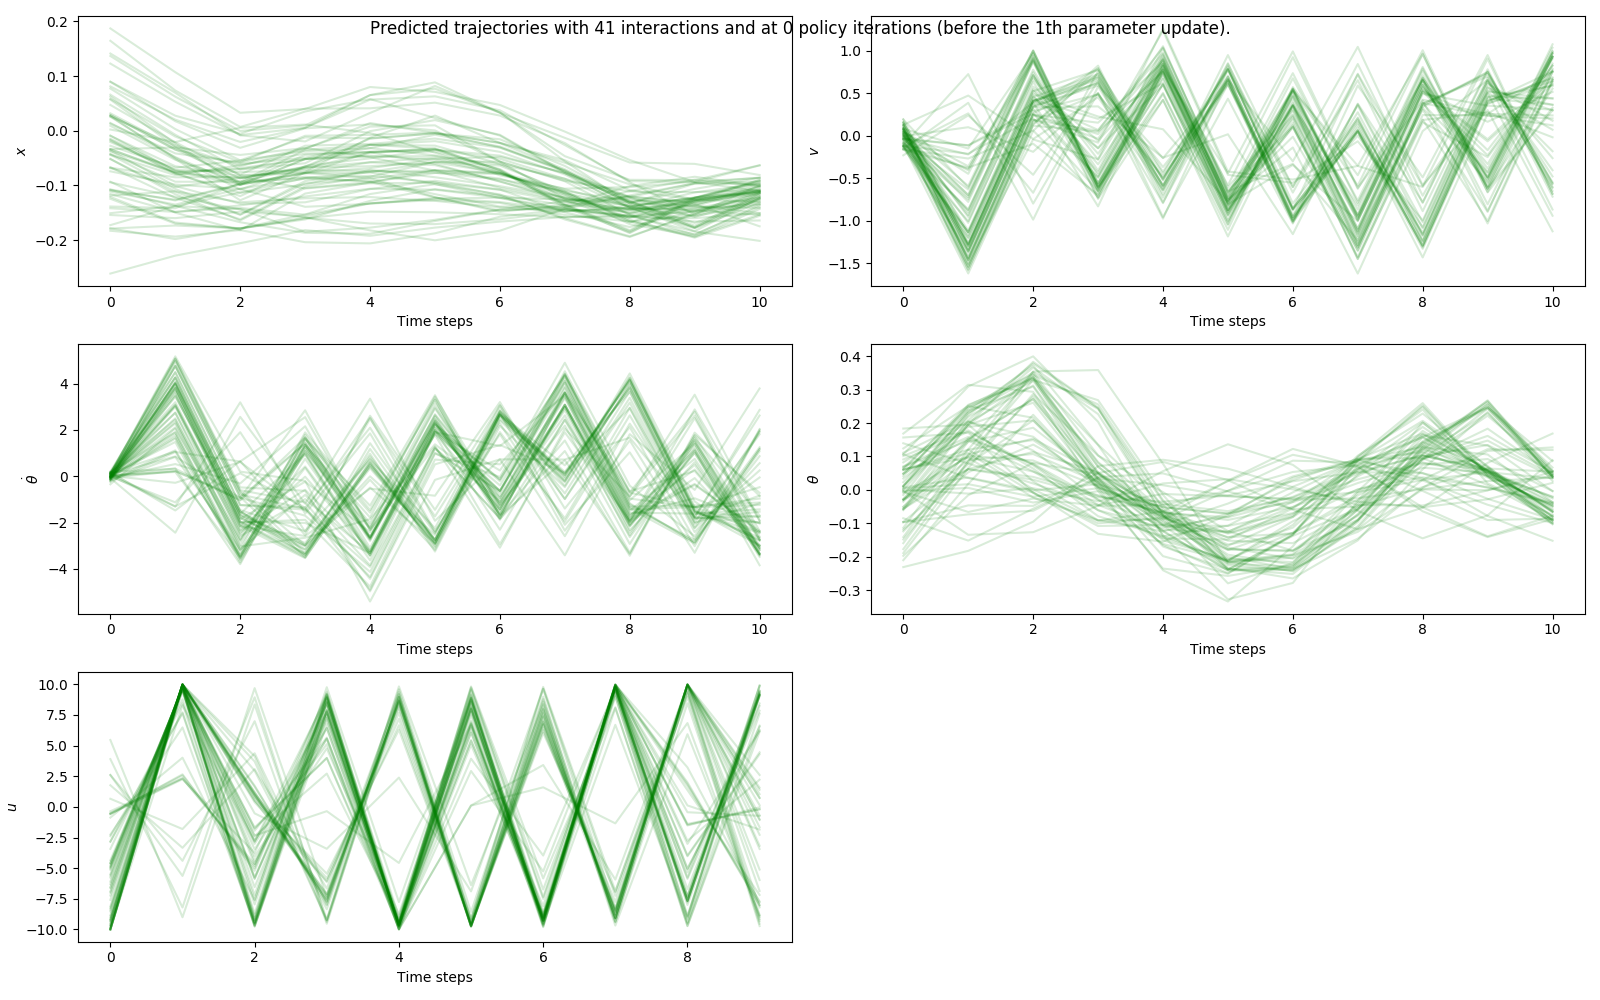 Predicted trajectories with 41 interactions and at 0 policy iterations (before the 1th parameter update).
0.2
0.1
0.0
−0.1
−0.2
x
0 2 4 6 8 10
Time steps
1.0
0.5
0.0
−0.5
−1.0
−1.5
v
0 2 4 6 8 10
Time steps
4
2
0
−2
−4
θ̇
0 2 4 6 8 10
Time steps
0.4
0.3
0.2
0.1
0.0
−0.1
−0.2
−0.3
θ
0 2 4 6 8 10
Time steps
10.0
7.5
5.0
2.5
0.0
−2.5
−5.0
−7.5
−10.0
u
0 2 4 6 8
Time steps